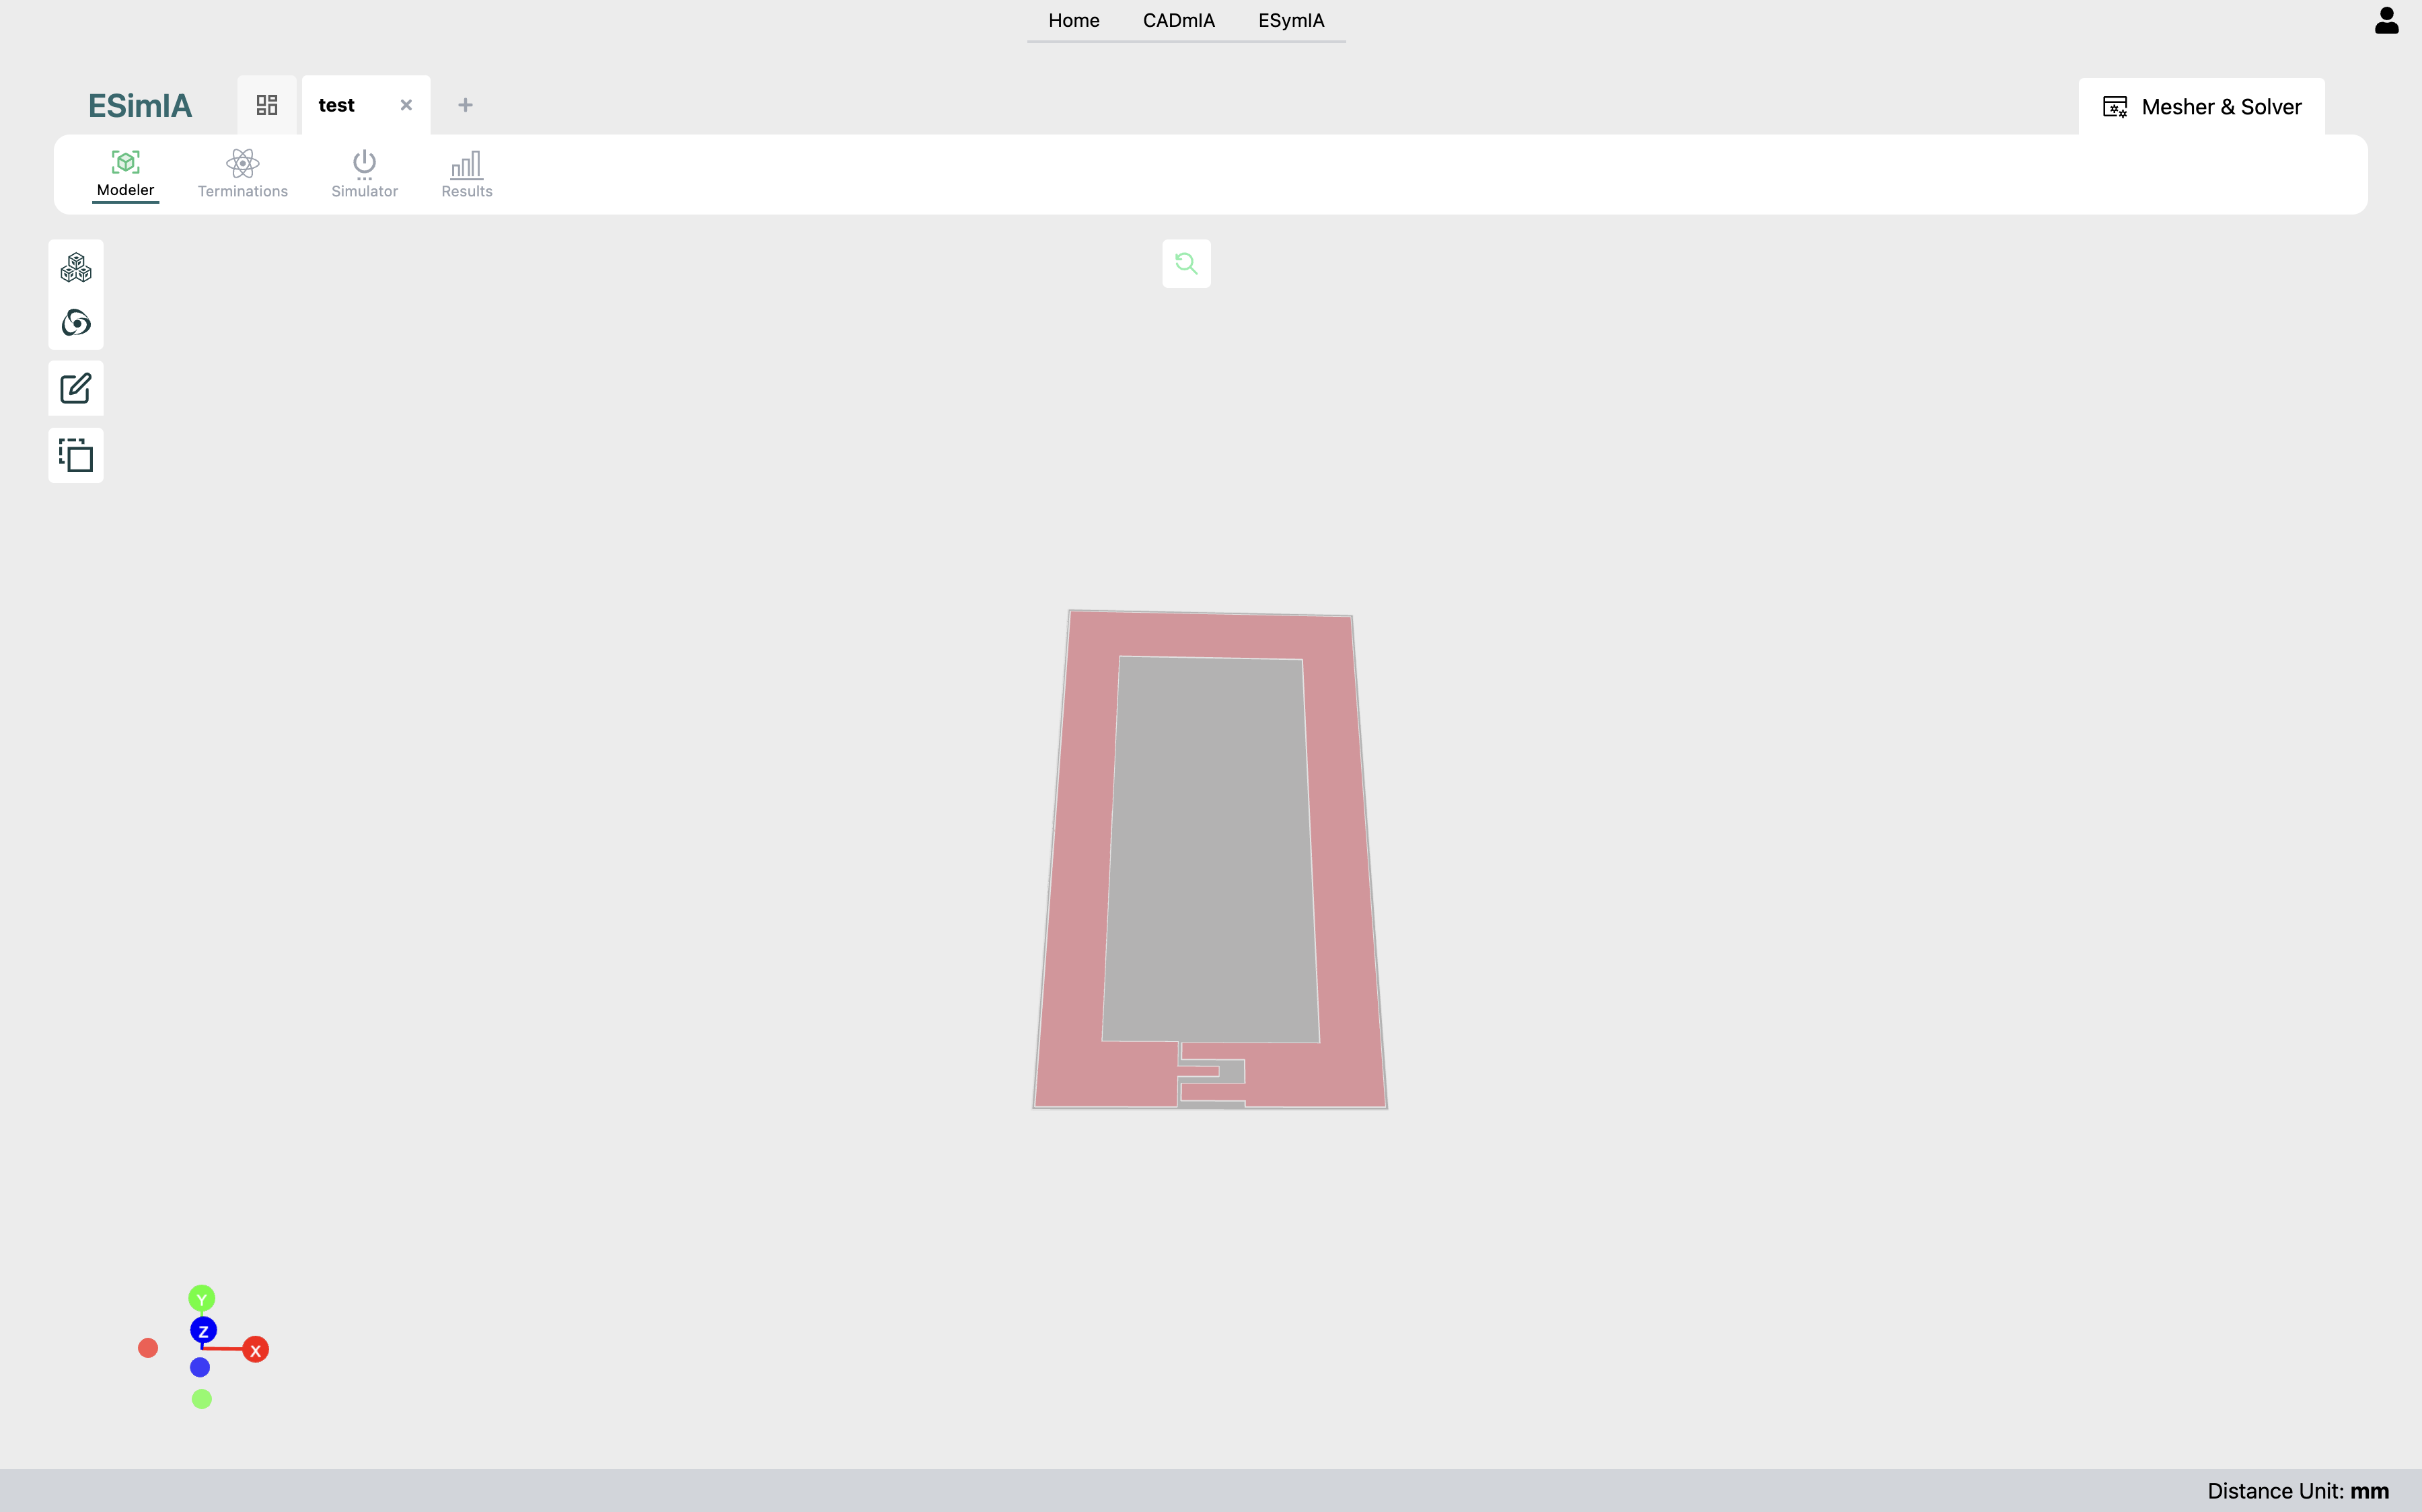 Home CADmIA ESymIA
ESimIA test Mesher & Solver
Modeler Terminations Simulator Results
Y
Z
X
Distance Unit: mm